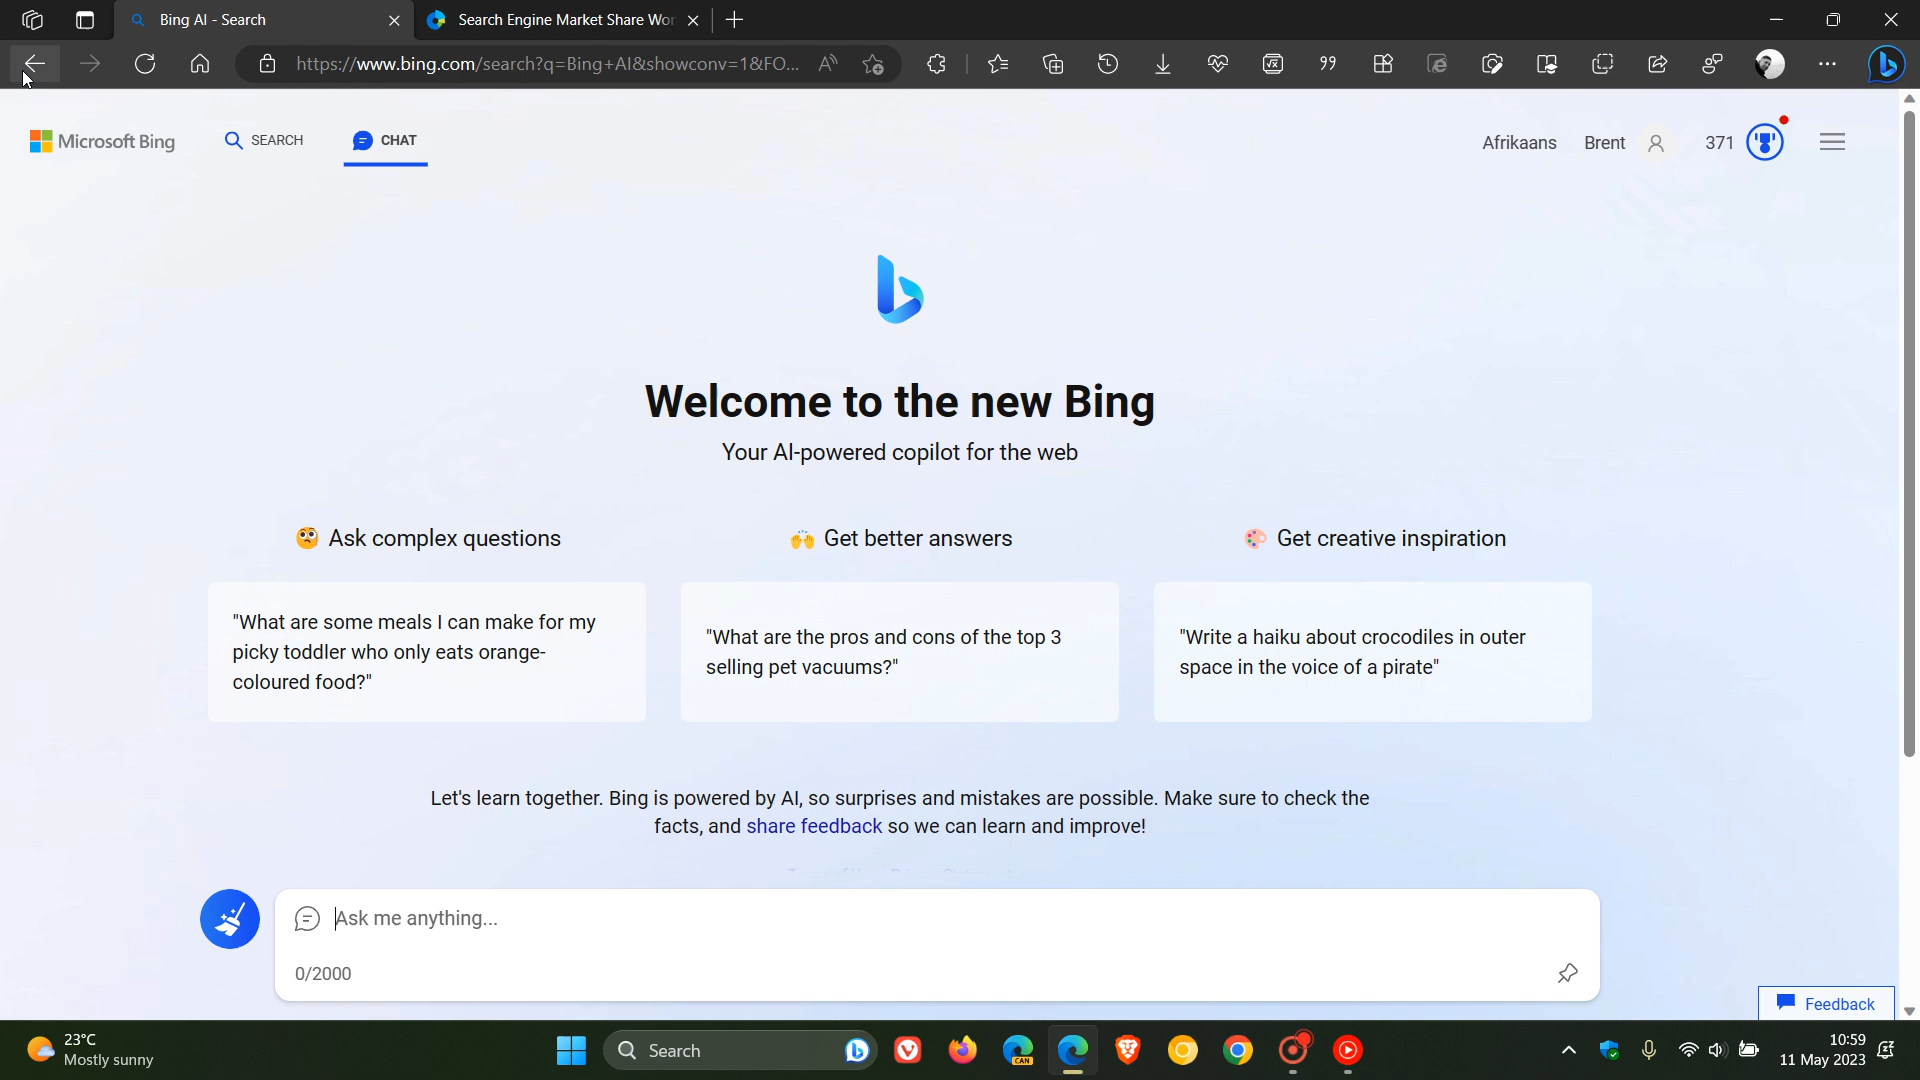 Bing AI - Search
Search Engine Market Share Wor
https://www.bing.com/search?q=Bing+AI&showconv=1&FO...
Microsoft Bing
SEARCH
CHAT
Afrikaans
Brent
371
Welcome to the new Bing
Your AI-powered copilot for the web
Ask complex questions
Get better answers
Get creative inspiration
"What are some meals I can make for my
picky toddler who only eats orange-
coloured food?"
"What are the pros and cons of the top 3
selling pet vacuums?"
"Write a haiku about crocodiles in outer
space in the voice of a pirate"
Let's learn together. Bing is powered by AI, so surprises and mistakes are possible. Make sure to check the
facts, and share feedback so we can learn and improve!
Ask me anything...
0/2000
Feedback
23°C
Mostly sunny
Search
CAN
10:59
11 May 2023